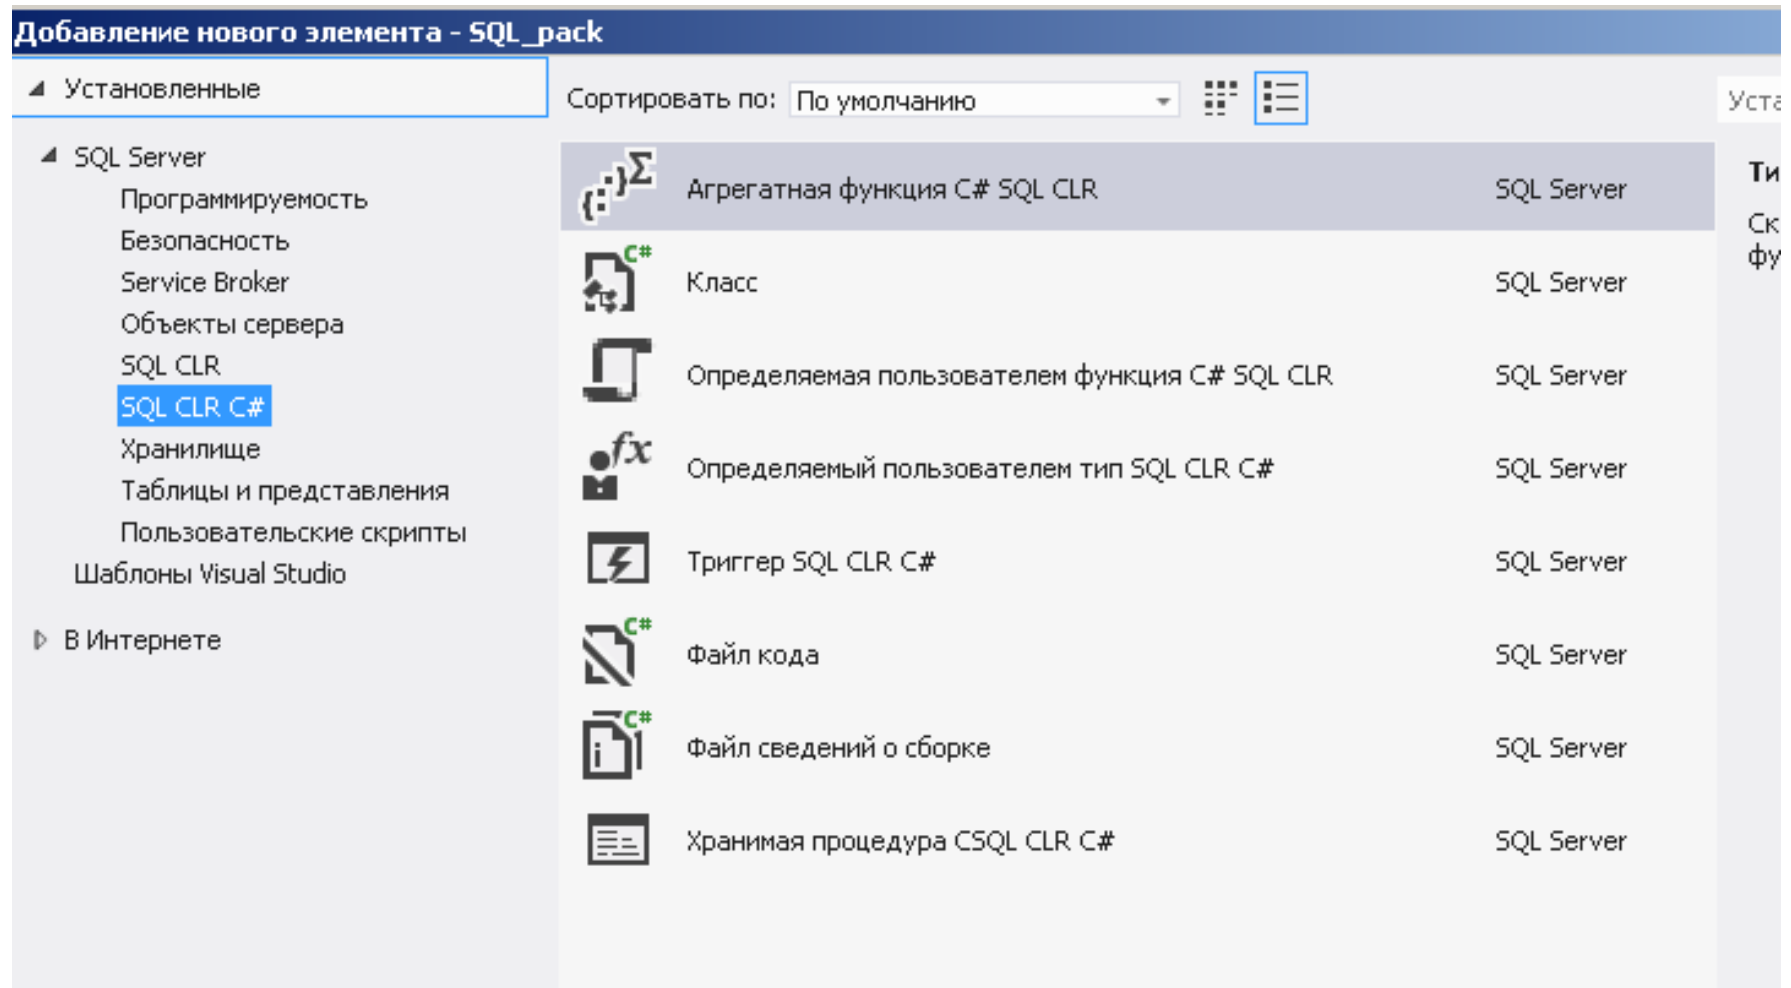 Добавление нового элемента - SQL_pack
Установленные
SQL Server
Программируемость
Безопасность
Service Broker
Объекты сервера
SQL CLR
SQL CLR C#
Хранилище
Таблицы и представления
Пользовательские скрипты
Шаблоны Visual Studio
В Интернете
Сортировать по: По умолчанию
Агрегатная функция C# SQL CLR SQL Server
Класс SQL Server
Определяемая пользователем функция C# SQL CLR SQL Server
Определяемый пользователем тип SQL CLR C# SQL Server
Триггер SQL CLR C# SQL Server
Файл кода SQL Server
Файл сведений о сборке SQL Server
Хранимая процедура CSQL CLR C# SQL Server